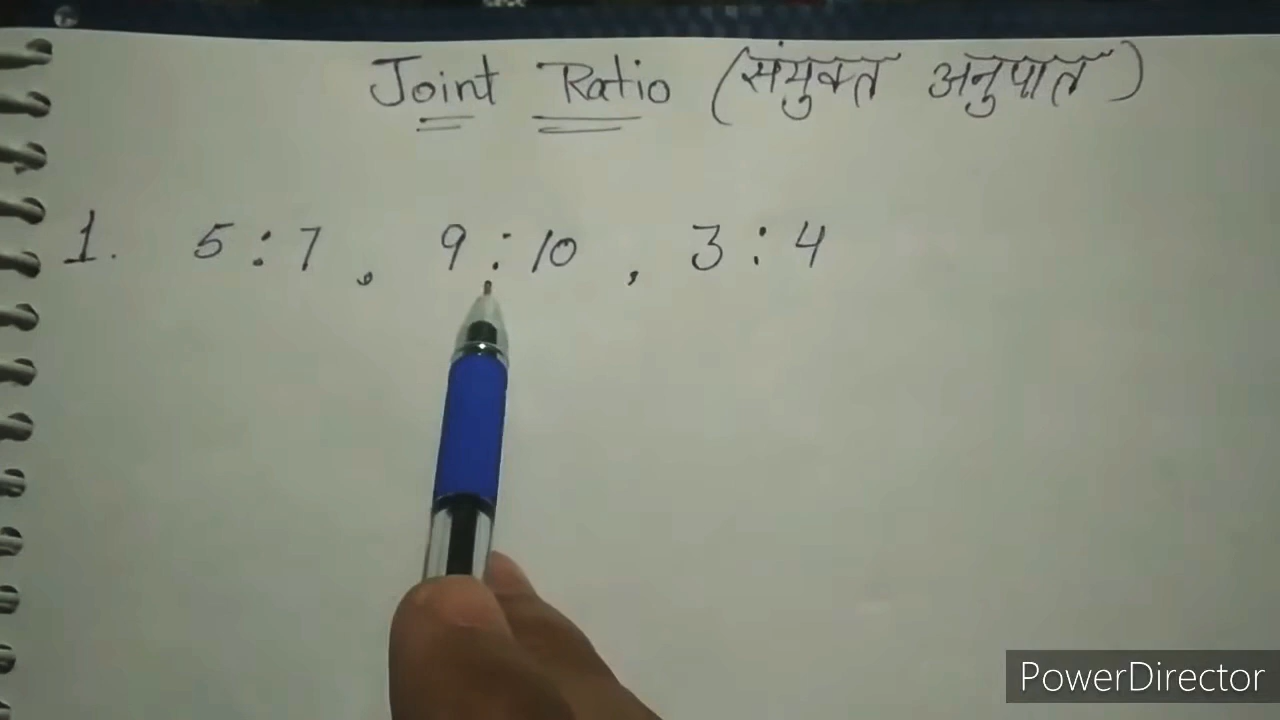 Joint Ratio (संयुक्त अनुपात)
1. 5:7, 9:10, 3:4
PowerDirector